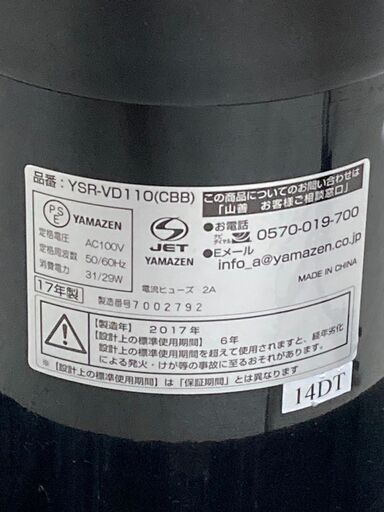 品番：YSR-VD110(CBB)
PS
E
YAMAZEN
定格電圧 AC100V
定格周波数 50/60Hz
消費電力 31/29W
S
JET
YAMAZEN
この商品についてのお問い合わせは
「山善 お客様ご相談窓口」
●お電話
ナビダイヤル 0570-019-700
●Eメール
info_a@yamazen.co.jp
MADE IN CHINA
電流ヒューズ 2A
17年製 製造番号7002792
【製造年】2017年
【設計上の標準使用期間】6年
設計上の標準使用期間を超えて使用されますと、経年劣化
による発火・けが等の事故に至るおそれがあります
※【設計上の標準使用期間】は「保証期間」とは異なります
14DT